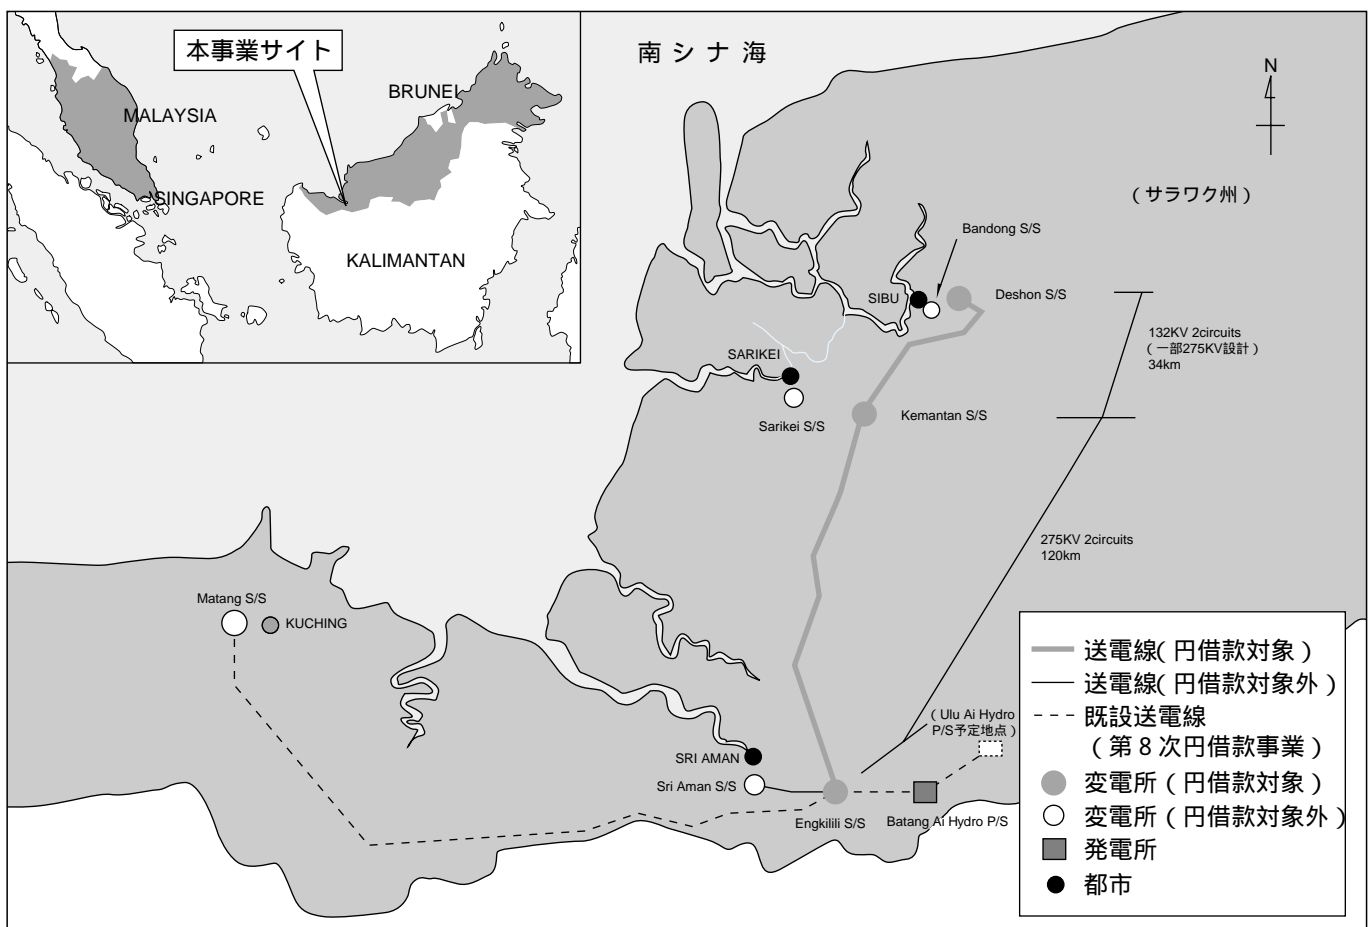 本事業サイト
MALAYSIA
SINGAPORE
BRUNEI
KALIMANTAN
南シナ海
N
（サラワク州）
Bandong S/S
SIBU
Deshon S/S
132KV 2circuits
（一部275KV設計）
34km
SARIKEI
Sarikei S/S
Kemantan S/S
275KV 2circuits
120km
Matang S/S
KUCHING
（Ulu Ai Hydro
P/S予定地点）
SRI AMAN
Sri Aman S/S
Engkilili S/S
Batang Ai Hydro P/S
送電線（円借款対象）
送電線（円借款対象外）
既設送電線
（第８次円借款事業）
変電所（円借款対象）
変電所（円借款対象外）
発電所
都市